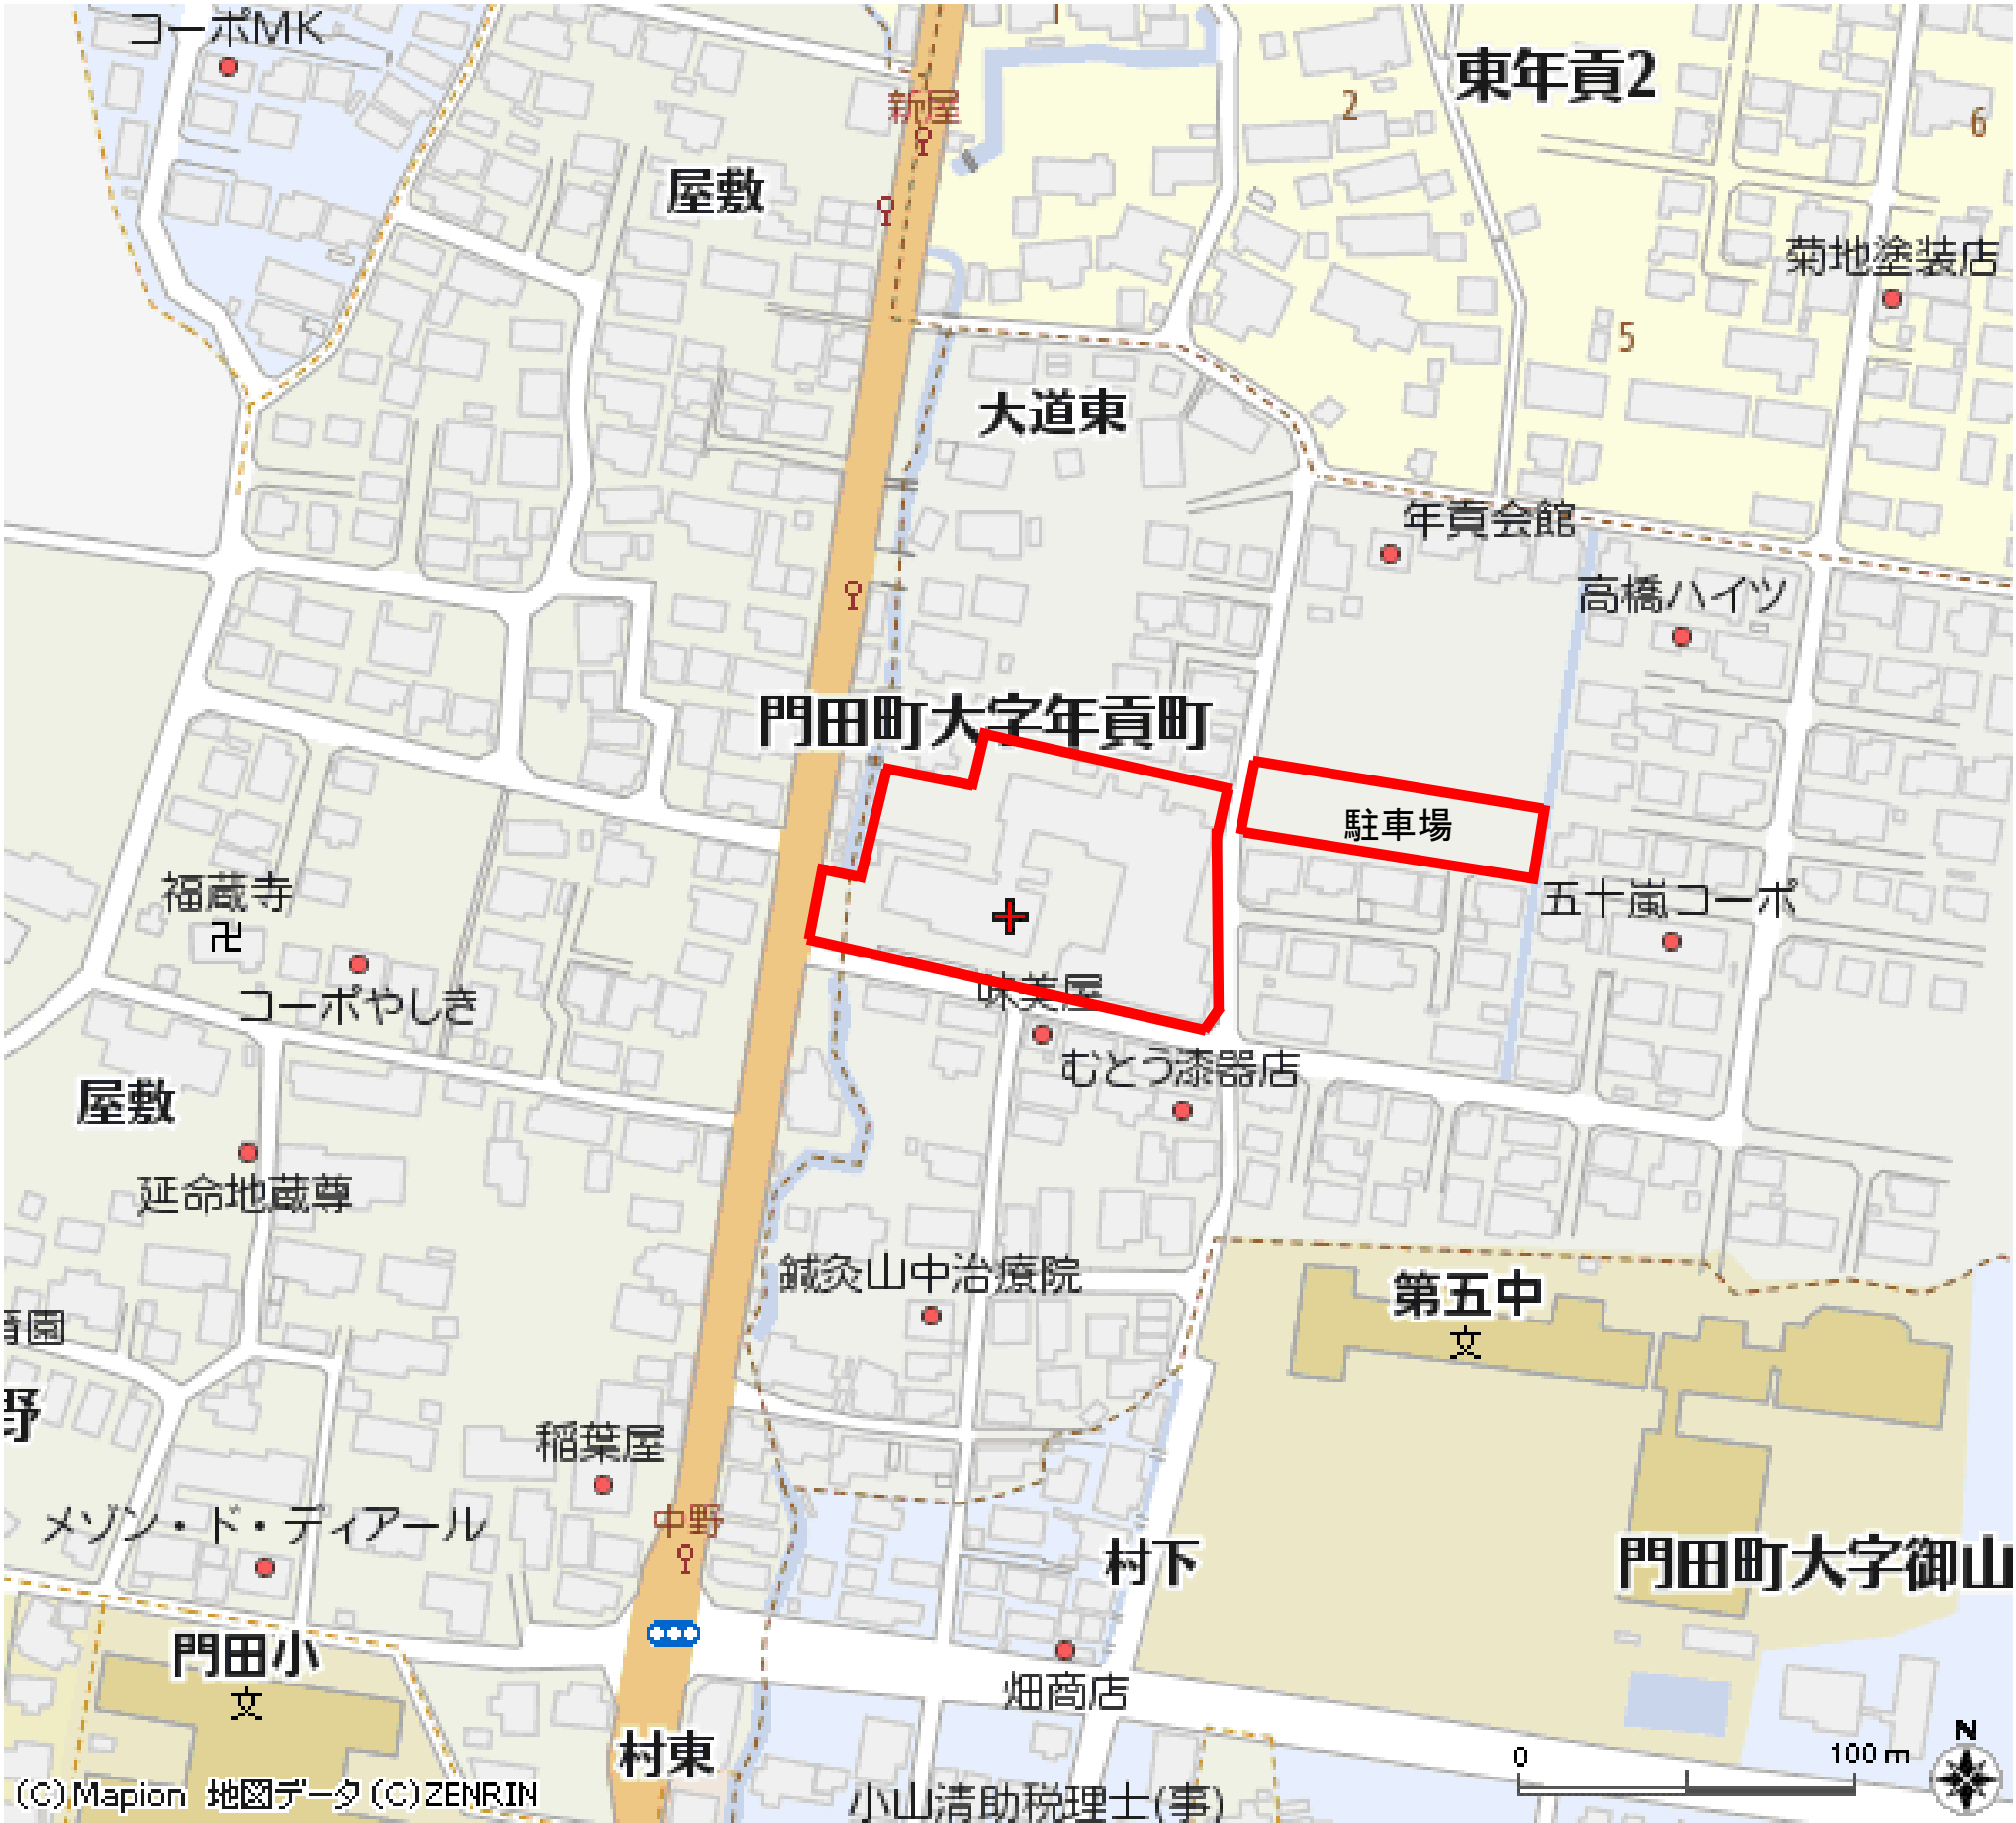 コーポMK
東年貢2
2
6
新屋
屋敷
菊地塗装店
5
大道東
年貢会館
高橋ハイツ
門田町大字年貢町
駐車場
福蔵寺
五十嵐コーポ
コーポやしき
味美屋
むとう漆器店
屋敷
延命地蔵尊
鍼灸山中治療院
第五中
文
育園
野
稲葉屋
メゾン・ド・ディアール
中野
村下
門田町大字御山
門田小
文
畑商店
村東
N
0
100 m
(C)Mapion 地図データ(C)ZENRIN
小山清助税理士(事)